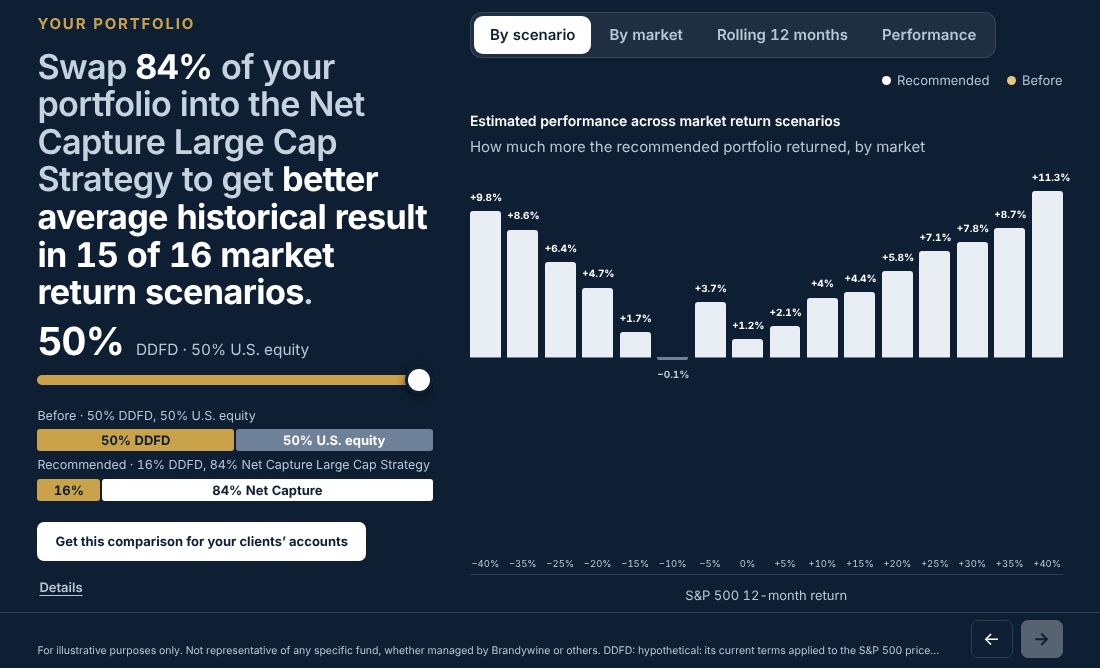 YOUR PORTFOLIO
Swap 84% of your
portfolio into the Net
Capture Large Cap
Strategy to get better
average historical result
in 15 of 16 market
return scenarios.
50% DDFD · 50% U.S. equity
Before · 50% DDFD, 50% U.S. equity
50% DDFD 50% U.S. equity
Recommended · 16% DDFD, 84% Net Capture Large Cap Strategy
16% 84% Net Capture
Get this comparison for your clients’ accounts
Details
By scenario By market Rolling 12 months Performance
Recommended Before
Estimated performance across market return scenarios
How much more the recommended portfolio returned, by market
+9.8% +8.6% +6.4% +4.7% +1.7% −0.1% +3.7% +1.2% +2.1% +4% +4.4% +5.8% +7.1% +7.8% +8.7% +11.3%
−40% −35% −25% −20% −15% −10% −5% 0% +5% +10% +15% +20% +25% +30% +35% +40%
S&P 500 12-month return
For illustrative purposes only. Not representative of any specific fund, whether managed by Brandywine or others. DDFD: hypothetical: its current terms applied to the S&P 500 price…